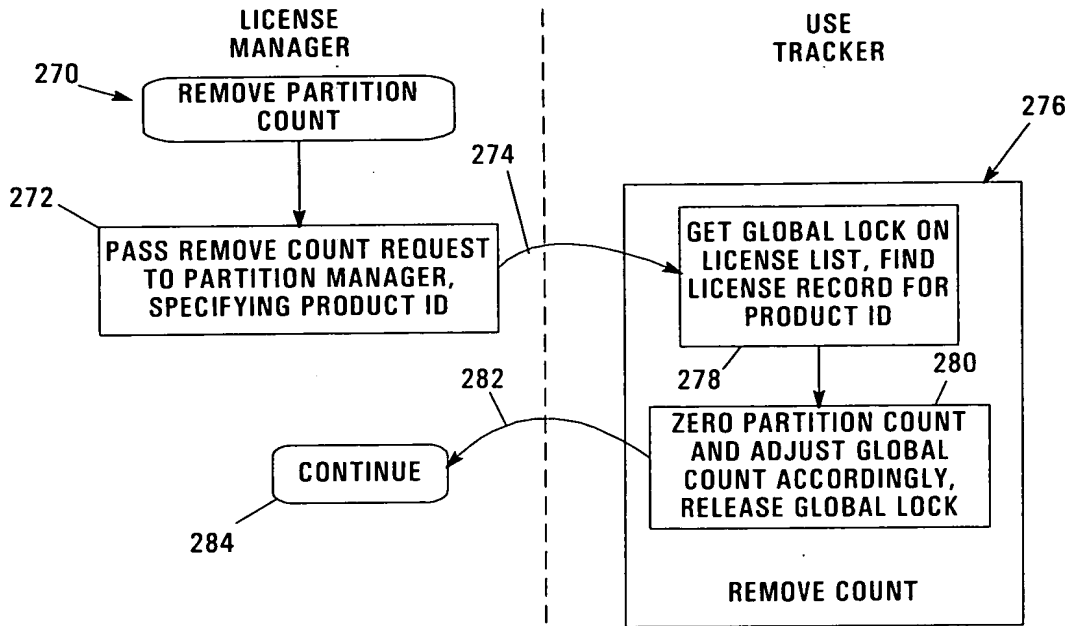 LICENSE
MANAGER
USE
TRACKER
270
REMOVE PARTITION
COUNT
276
274
272
PASS REMOVE COUNT REQUEST
TO PARTITION MANAGER,
SPECIFYING PRODUCT ID
GET GLOBAL LOCK ON
LICENSE LIST, FIND
LICENSE RECORD FOR
PRODUCT ID
278
280
282
ZERO PARTITION COUNT
AND ADJUST GLOBAL
COUNT ACCORDINGLY,
RELEASE GLOBAL LOCK
CONTINUE
284
REMOVE COUNT